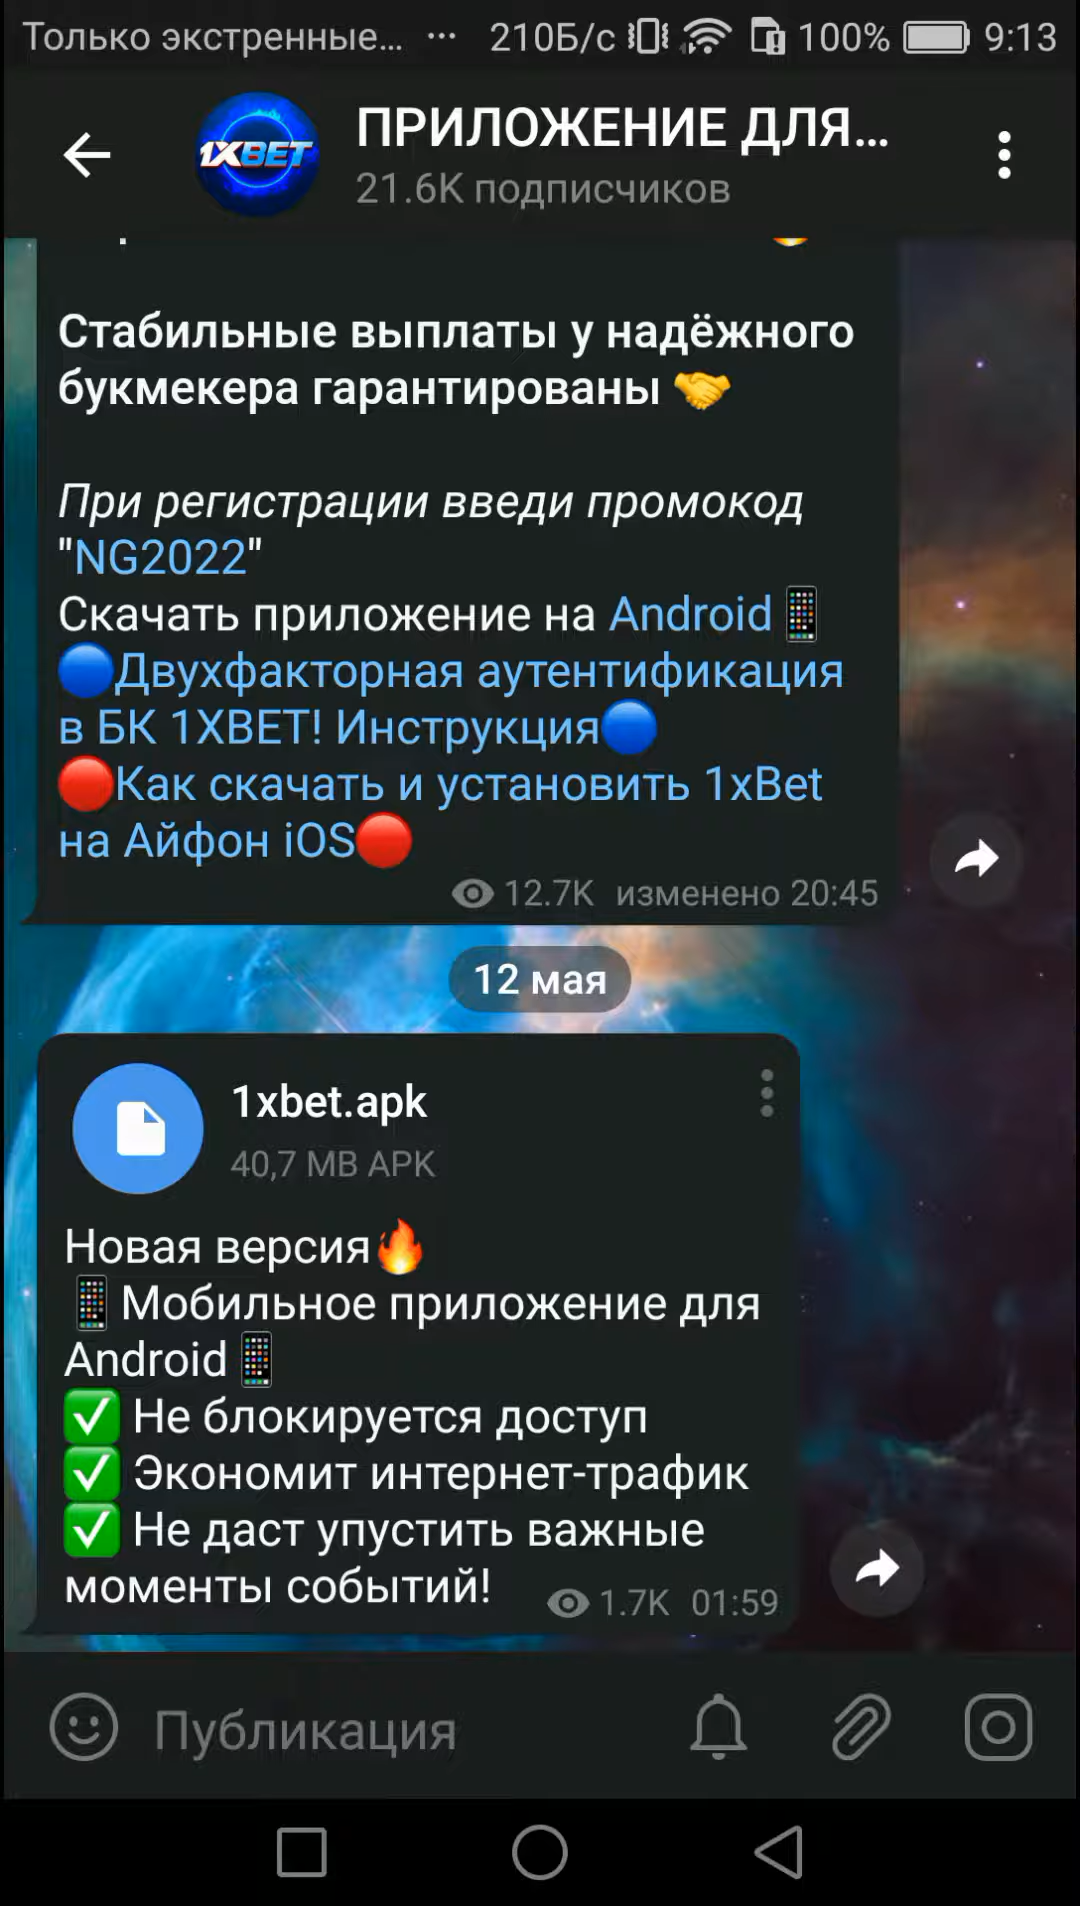 Только экстренные... ... 210Б/с 100% 9:13
1XBET
ПРИЛОЖЕНИЕ ДЛЯ...
21.6K подписчиков
Стабильные выплаты у надёжного
букмекера гарантированы 🤝
При регистрации введи промокод
"NG2022"
Скачать приложение на Android📱
🔵Двухфакторная аутентификация
в БК 1XBET! Инструкция🔵
🔴Как скачать и установить 1xBet
на Айфон iOS🔴
12.7K изменено 20:45
12 мая
1xbet.apk
40,7 MB APK
Новая версия🔥
📱Мобильное приложение для
Android📱
✅ Не блокируется доступ
✅ Экономит интернет-трафик
✅ Не даст упустить важные
моменты событий!
1.7K 01:59
Публикация